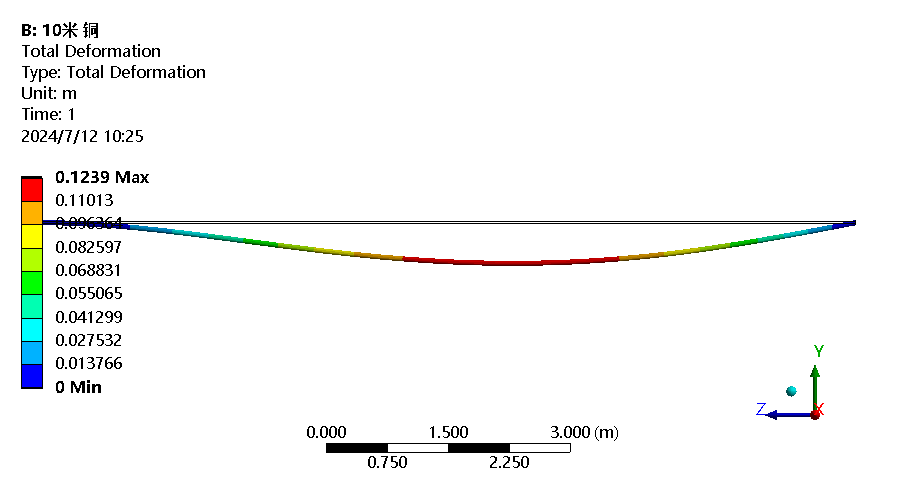 B: 10米 铜
Total Deformation
Type: Total Deformation
Unit: m
Time: 1
2024/7/12 10:25
0.1239 Max
0.11013
0.096364
0.082597
0.068831
0.055065
0.041299
0.027532
0.013766
0 Min
Y
Z
X
0.000
1.500
3.000 (m)
0.750
2.250